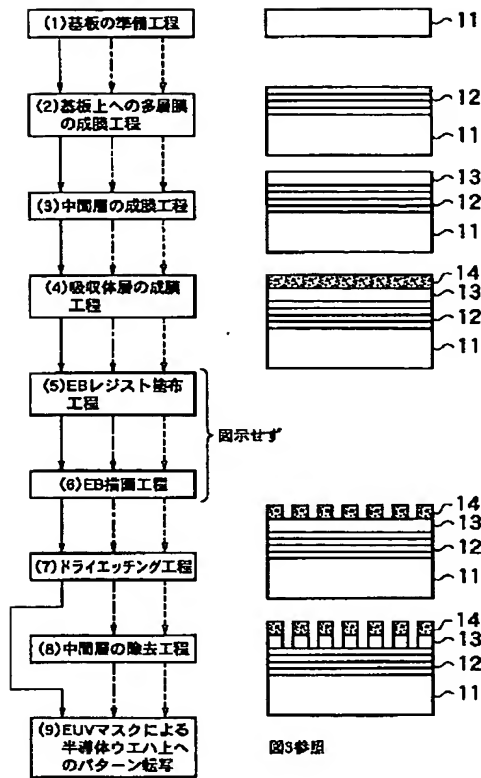 (1)基板の準備工程
11
(2)基板上への多層膜
の成膜工程
12
11
(3)中間層の成膜工程
13
12
11
(4)吸収体層の成膜
工程
14
13
12
11
(5)EBレジスト塗布
工程
図示せず
(6)EB描画工程
(7)ドライエッチング工程
14
13
12
11
(8)中間層の除去工程
14
13
12
11
(9)EUVマスクによる
半導体ウエハ上へ
のパターン転写
図3参照